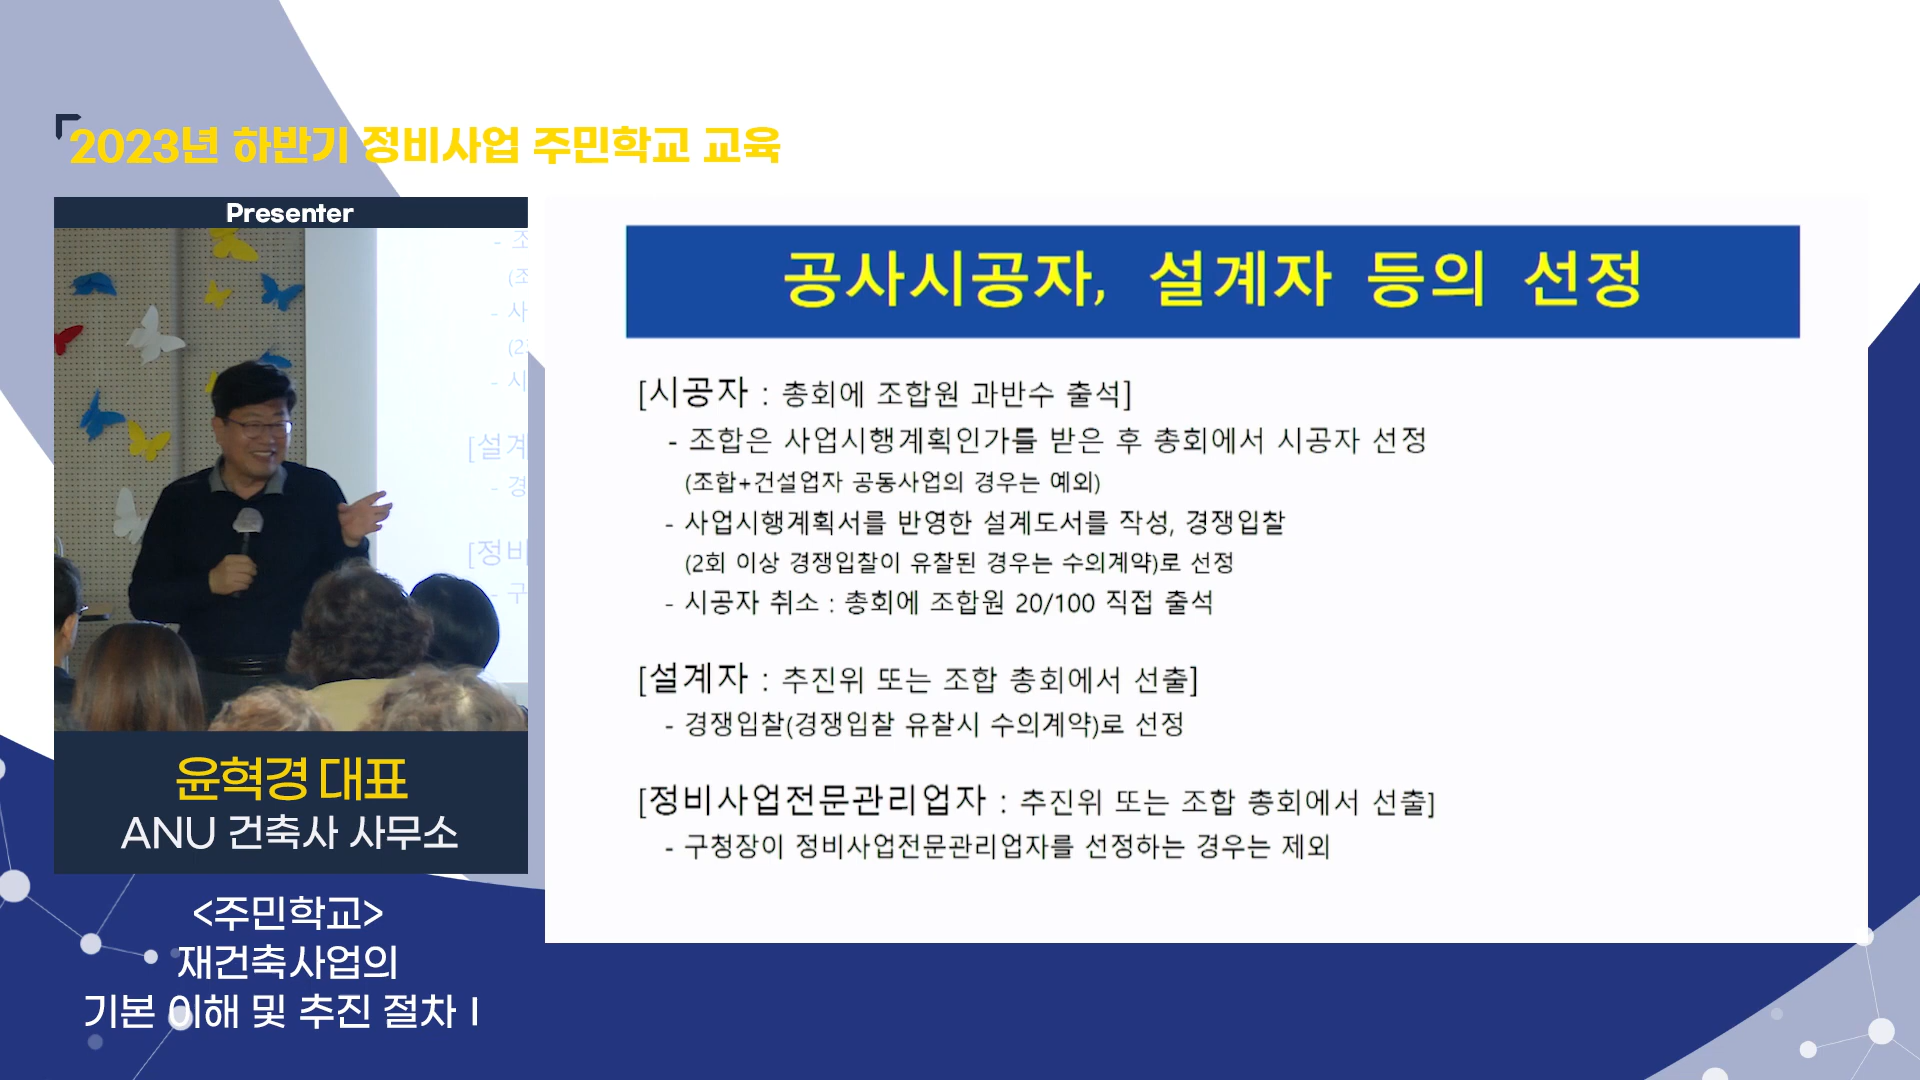 2023년 하반기 정비사업 주민학교 교육
Presenter
- 조
(조
- 사
(2
- 시
[설계
- 경
[정비
- 구
윤혁경 대표
ANU 건축사 사무소
<주민학교>
재건축사업의
기본 이해 및 추진 절차 I
공사시공자, 설계자 등의 선정
[시공자 : 총회에 조합원 과반수 출석]
- 조합은 사업시행계획인가를 받은 후 총회에서 시공자 선정
(조합+건설업자 공동사업의 경우는 예외)
- 사업시행계획서를 반영한 설계도서를 작성, 경쟁입찰
(2회 이상 경쟁입찰이 유찰된 경우는 수의계약)로 선정
- 시공자 취소 : 총회에 조합원 20/100 직접 출석
[설계자 : 추진위 또는 조합 총회에서 선출]
- 경쟁입찰(경쟁입찰 유찰시 수의계약)로 선정
[정비사업전문관리업자 : 추진위 또는 조합 총회에서 선출]
- 구청장이 정비사업전문관리업자를 선정하는 경우는 제외